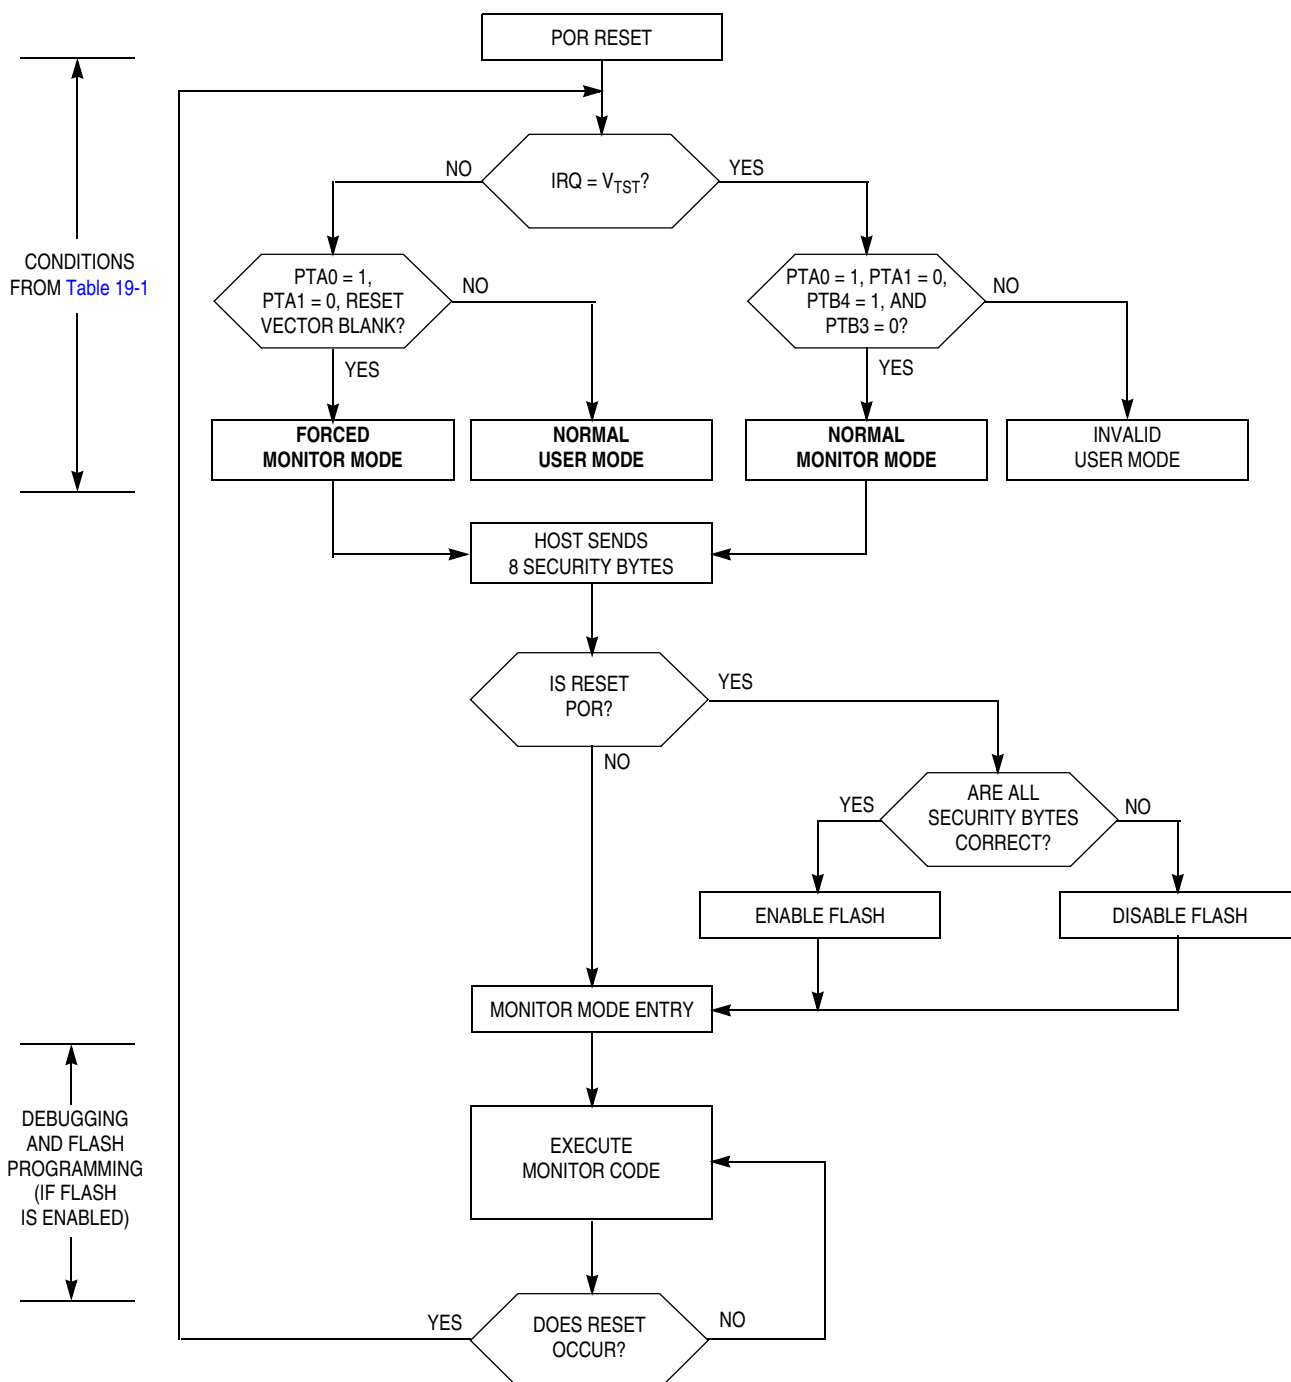 POR RESET
NO
YES
IRQ = VTST?
CONDITIONS
FROM Table 19-1
PTA0 = 1,
PTA1 = 0, RESET
VECTOR BLANK?
NO
YES
PTA0 = 1, PTA1 = 0,
PTB4 = 1, AND
PTB3 = 0?
NO
YES
FORCED
MONITOR MODE
NORMAL
USER MODE
NORMAL
MONITOR MODE
INVALID
USER MODE
HOST SENDS
8 SECURITY BYTES
IS RESET
POR?
YES
NO
YES
ARE ALL
SECURITY BYTES
CORRECT?
NO
ENABLE FLASH
DISABLE FLASH
MONITOR MODE ENTRY
DEBUGGING
AND FLASH
PROGRAMMING
(IF FLASH
IS ENABLED)
EXECUTE
MONITOR CODE
YES
DOES RESET
OCCUR?
NO